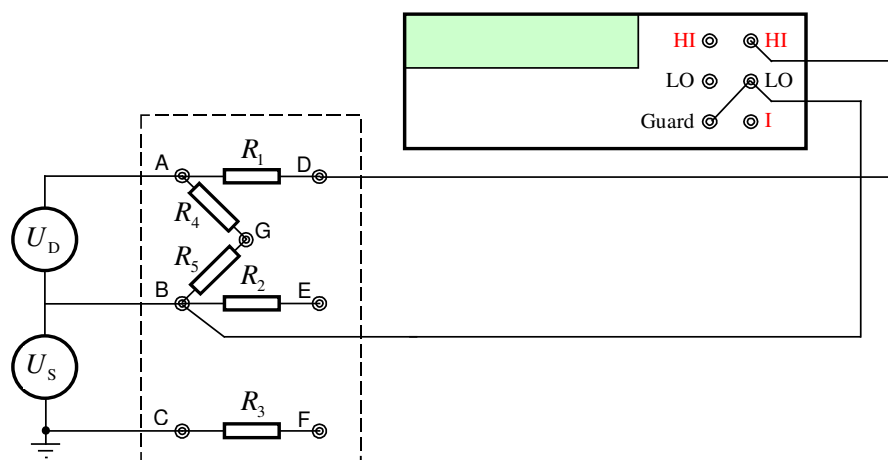 HI HI
LO LO
Guard I
A R1 D
R4 G
UD
R5
B R2 E
US
C R3 F